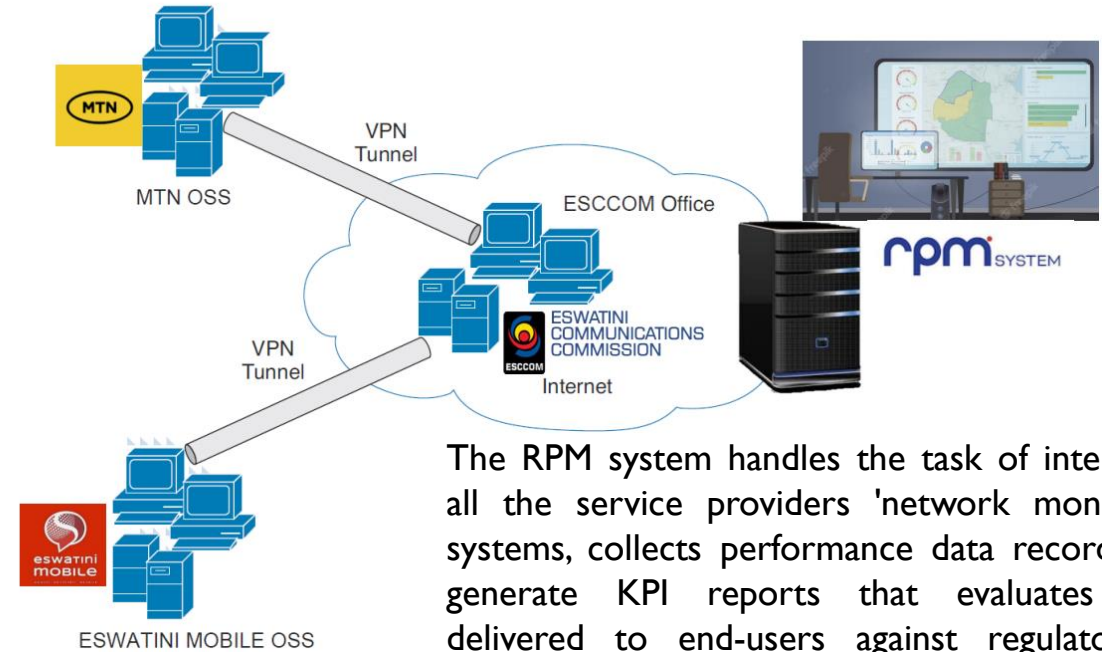 MTN
VPN
Tunnel
MTN OSS
ESCCOM Office
rpm SYSTEM
ESWATINI
COMMUNICATIONS
COMMISSION
ESCCOM
Internet
VPN
Tunnel
eswatini
mobile
ESWATINI MOBILE OSS
The RPM system handles the task of inte
all the service providers 'network mon
systems, collects performance data recor
generate KPI reports that evaluates
delivered to end-users against regulato